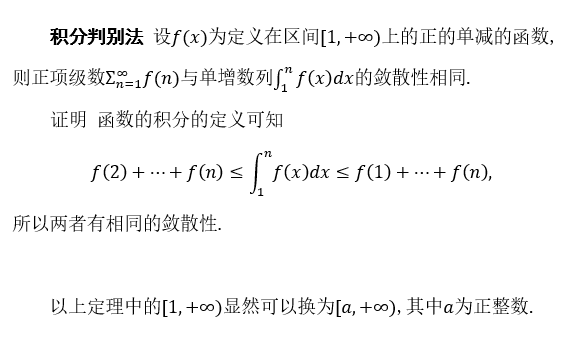 积分判别法 设f(x)为定义在区间[1,+∞)上的正的单减的函数,
则正项级数∑_{n=1}^{∞}f(n)与单增数列∫_1^n f(x)dx的敛散性相同.
证明 函数的积分的定义可知
f(2) + ⋯ + f(n) ≤ ∫_1^n f(x)dx ≤ f(1) + ⋯ + f(n),
所以两者有相同的敛散性.
以上定理中的[1,+∞)显然可以换为[a,+∞), 其中a为正整数.